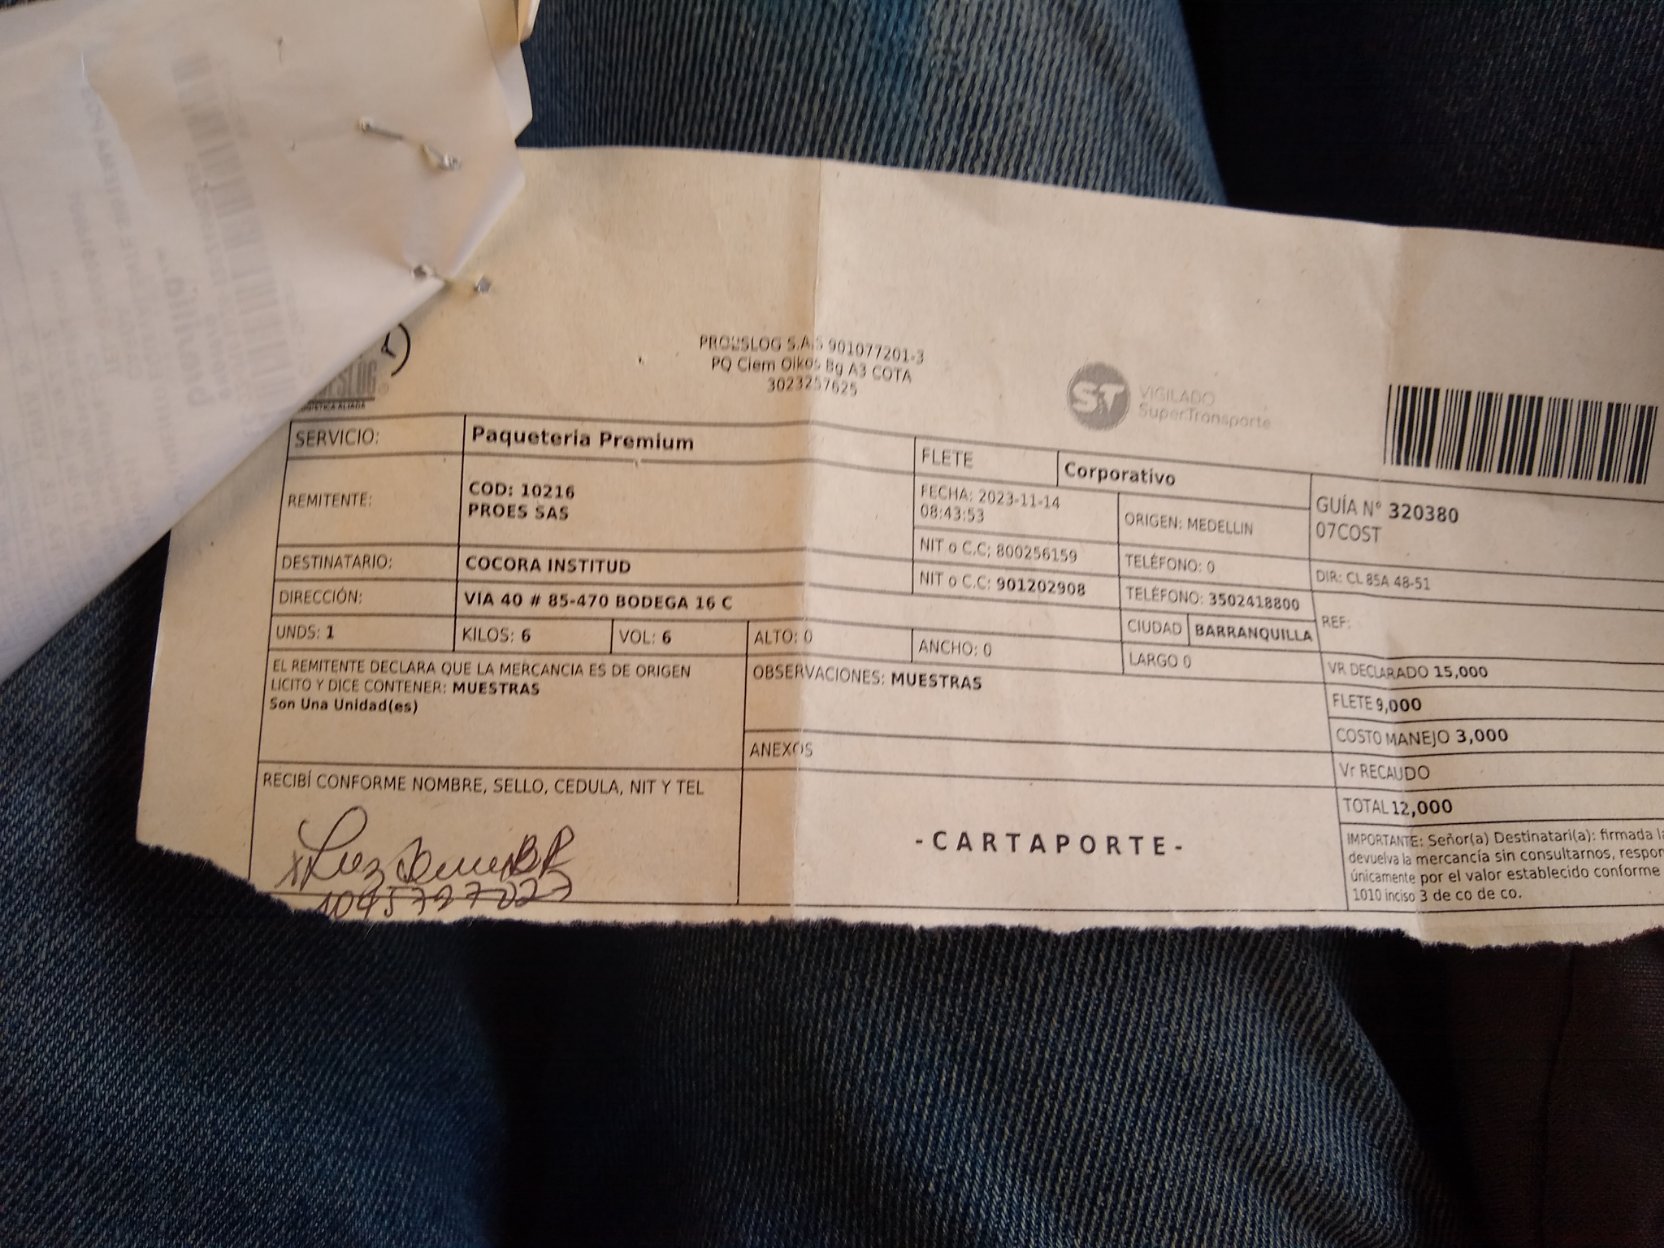 PROESLOG S.A.S 901077201-3
PQ Ciem Oikos Bg A3 COTA
3023257625
ST VIGILADO
SuperTransporte
SERVICIO: Paqueteria Premium
FLETE Corporativo
REMITENTE: COD: 10216
PROES SAS
FECHA: 2023-11-14
08:43:53
ORIGEN: MEDELLIN
GUÍA N° 320380
07COST
NIT o C.C: 800256159
TELÉFONO: 0
DIR: CL 85A 48-51
DESTINATARIO: COCORA INSTITUD
NIT o C.C: 901202908
TELÉFONO: 3502418800
REF:
DIRECCIÓN: VIA 40 # 85-470 BODEGA 16 C
CIUDAD BARRANQUILLA
UNDS: 1 KILOS: 6 VOL: 6 ALTO: 0 ANCHO: 0 LARGO 0
VR DECLARADO 15,000
EL REMITENTE DECLARA QUE LA MERCANCIA ES DE ORIGEN
LICITO Y DICE CONTENER: MUESTRAS
Son Una Unidad(es)
OBSERVACIONES: MUESTRAS
FLETE 9,000
COSTO MANEJO 3,000
ANEXOS
Vr RECAUDO
TOTAL 12,000
RECIBÍ CONFORME NOMBRE, SELLO, CEDULA, NIT Y TEL
-CARTAPORTE-
IMPORTANTE: Señor(a) Destinatari(a): firmada l
devuelva la mercancía sin consultarnos, respon
únicamente por el valor establecido conforme
1010 inciso 3 de co de co.
x Luz
1045727027